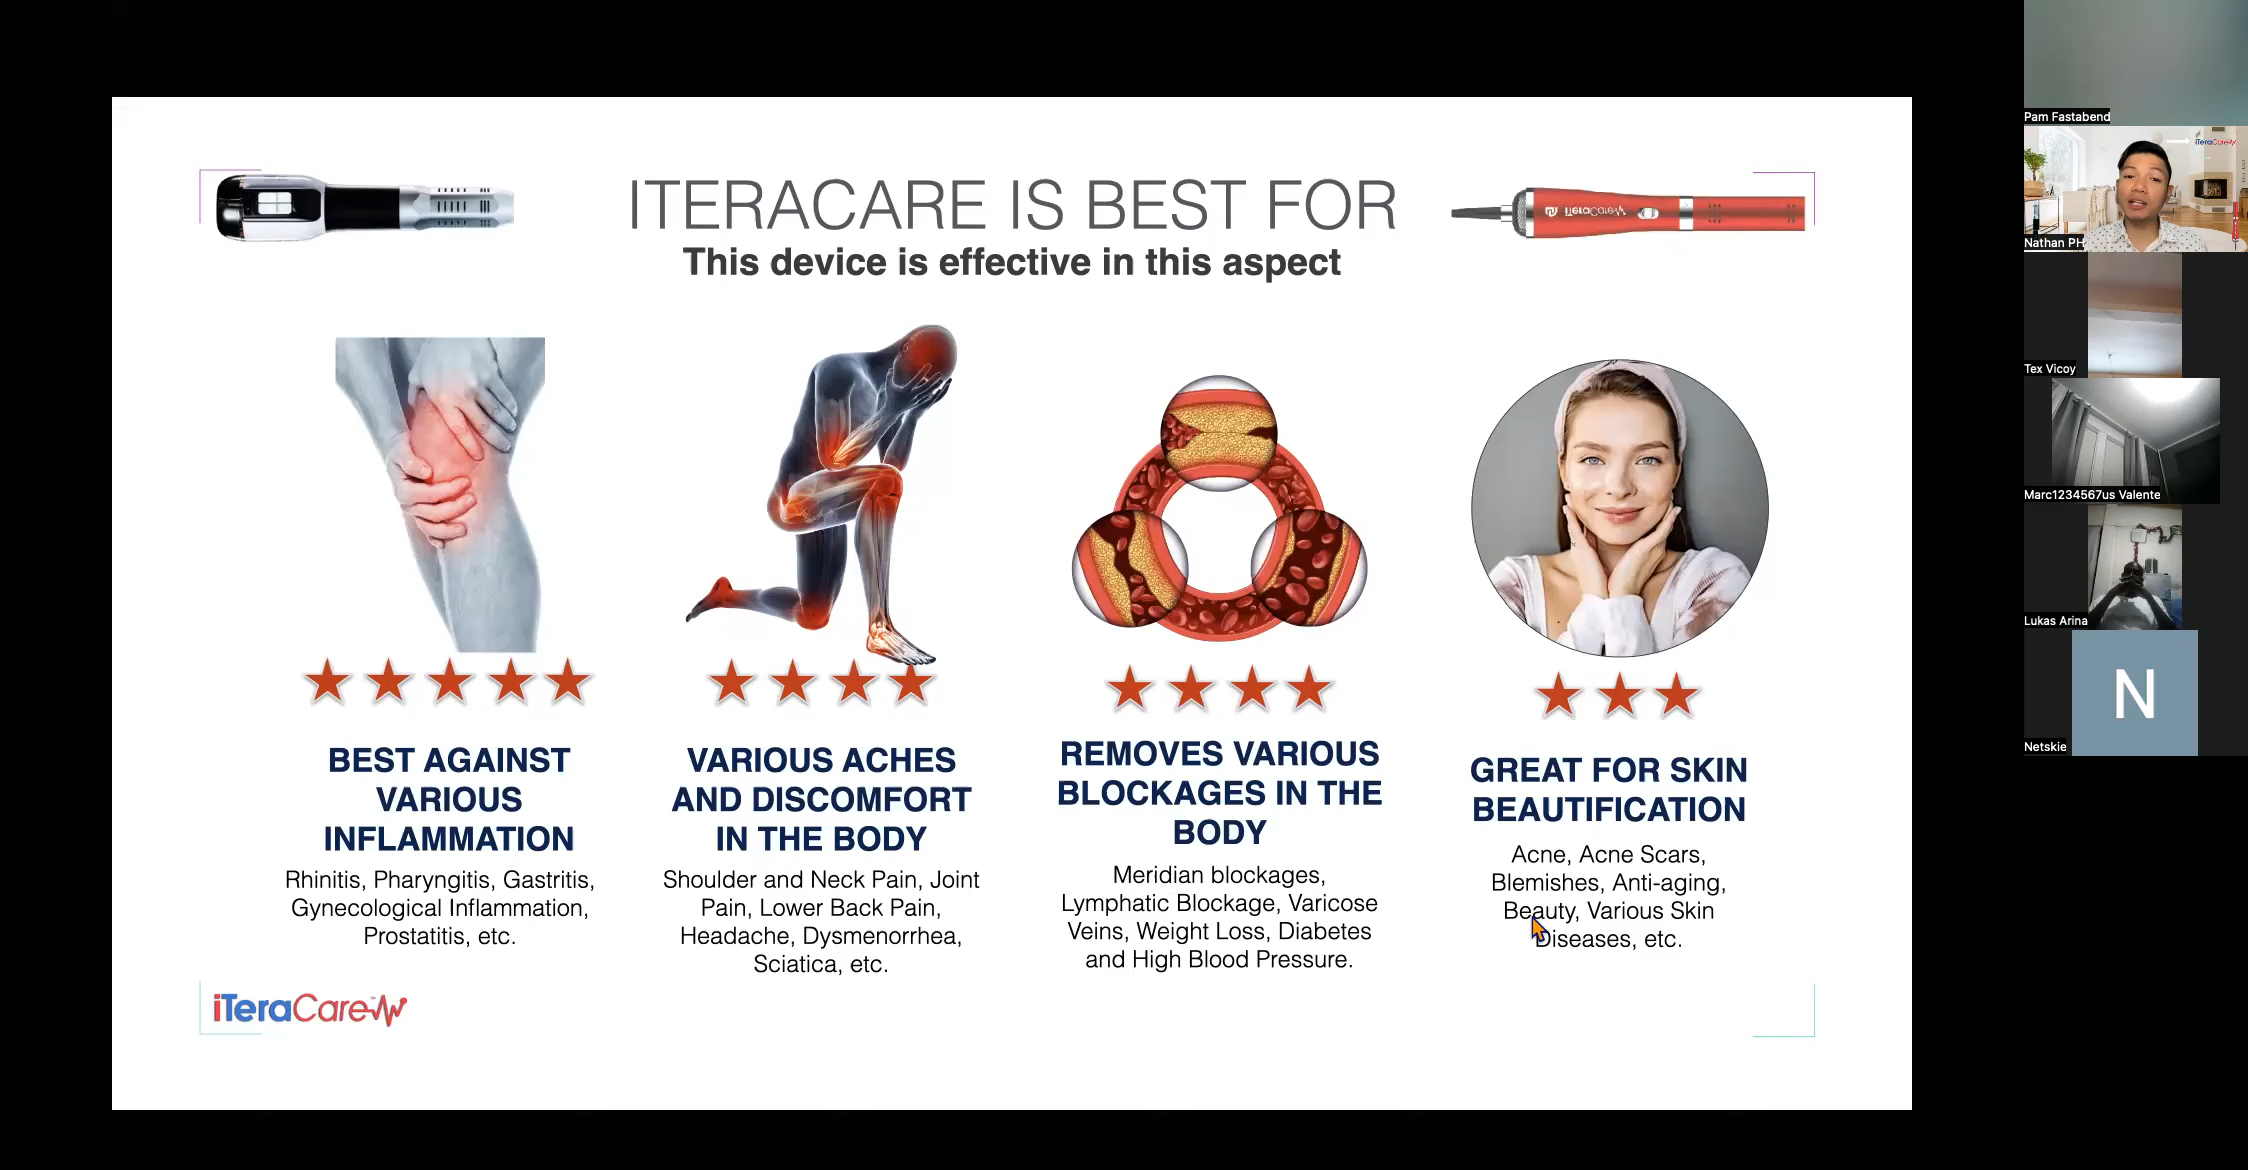 ITERACARE IS BEST FOR
This device is effective in this aspect
iTeraCare
BEST AGAINST
VARIOUS
INFLAMMATION
Rhinitis, Pharyngitis, Gastritis,
Gynecological Inflammation,
Prostatitis, etc.
VARIOUS ACHES
AND DISCOMFORT
IN THE BODY
Shoulder and Neck Pain, Joint
Pain, Lower Back Pain,
Headache, Dysmenorrhea,
Sciatica, etc.
REMOVES VARIOUS
BLOCKAGES IN THE
BODY
Meridian blockages,
Lymphatic Blockage, Varicose
Veins, Weight Loss, Diabetes
and High Blood Pressure.
GREAT FOR SKIN
BEAUTIFICATION
Acne, Acne Scars,
Blemishes, Anti-aging,
Beauty, Various Skin
Diseases, etc.
iTeraCare
Pam Fastabend
iTeraCare
Nathan PH
Tex Vicoy
Marc1234567us Valente
Lukas Arina
N
Netskie